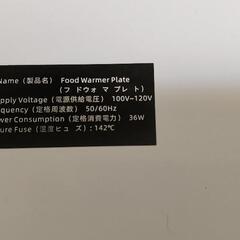 Name（製品名） Food Warmer Plate
（フ ドウォ マ プレ ト）
pply Voltage（電源供給電圧） 100V~120V
equency（定格周波数） 50/60Hz
wer Consumption（定格消費電力） 36W
ure Fuse（温度ヒュ ズ）: 142℃